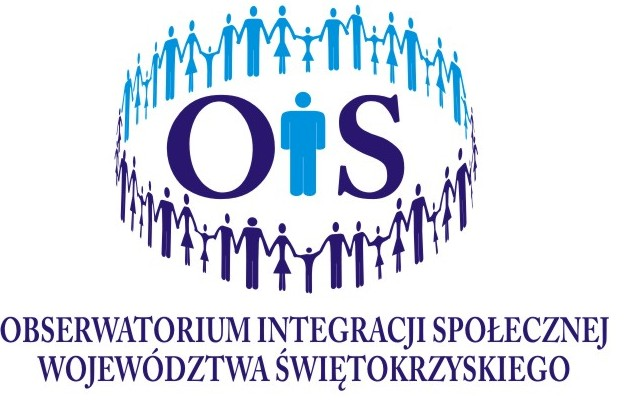 OiS
OBSERWATORIUM INTEGRACJI SPOŁECZNEJ
WOJEWÓDZTWA ŚWIĘTOKRZYSKIEGO